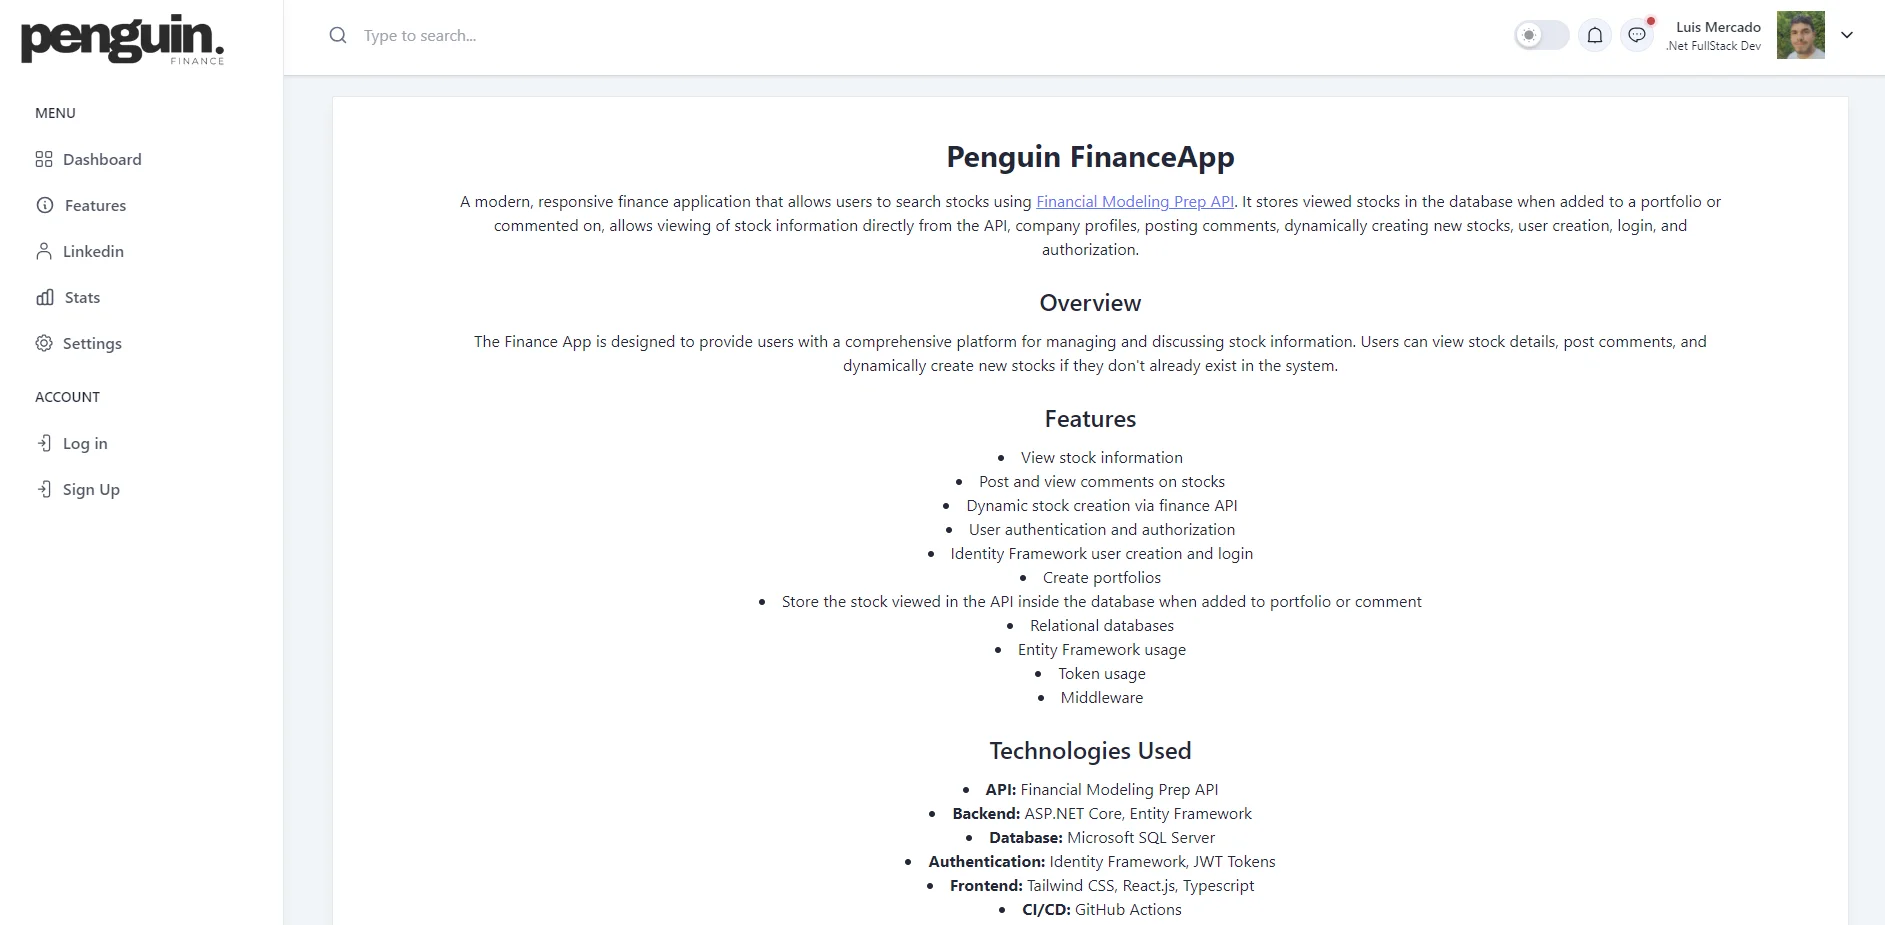 penguin.
FINANCE
Type to search...
Luis Mercado
.Net FullStack Dev
MENU
Dashboard
Features
Linkedin
Stats
Settings
ACCOUNT
Log in
Sign Up
Penguin FinanceApp
A modern, responsive finance application that allows users to search stocks using Financial Modeling Prep API. It stores viewed stocks in the database when added to a portfolio or
commented on, allows viewing of stock information directly from the API, company profiles, posting comments, dynamically creating new stocks, user creation, login, and
authorization.
Overview
The Finance App is designed to provide users with a comprehensive platform for managing and discussing stock information. Users can view stock details, post comments, and
dynamically create new stocks if they don't already exist in the system.
Features
• View stock information
• Post and view comments on stocks
• Dynamic stock creation via finance API
• User authentication and authorization
• Identity Framework user creation and login
• Create portfolios
• Store the stock viewed in the API inside the database when added to portfolio or comment
• Relational databases
• Entity Framework usage
• Token usage
• Middleware
Technologies Used
• API: Financial Modeling Prep API
• Backend: ASP.NET Core, Entity Framework
• Database: Microsoft SQL Server
• Authentication: Identity Framework, JWT Tokens
• Frontend: Tailwind CSS, React.js, Typescript
• CI/CD: GitHub Actions